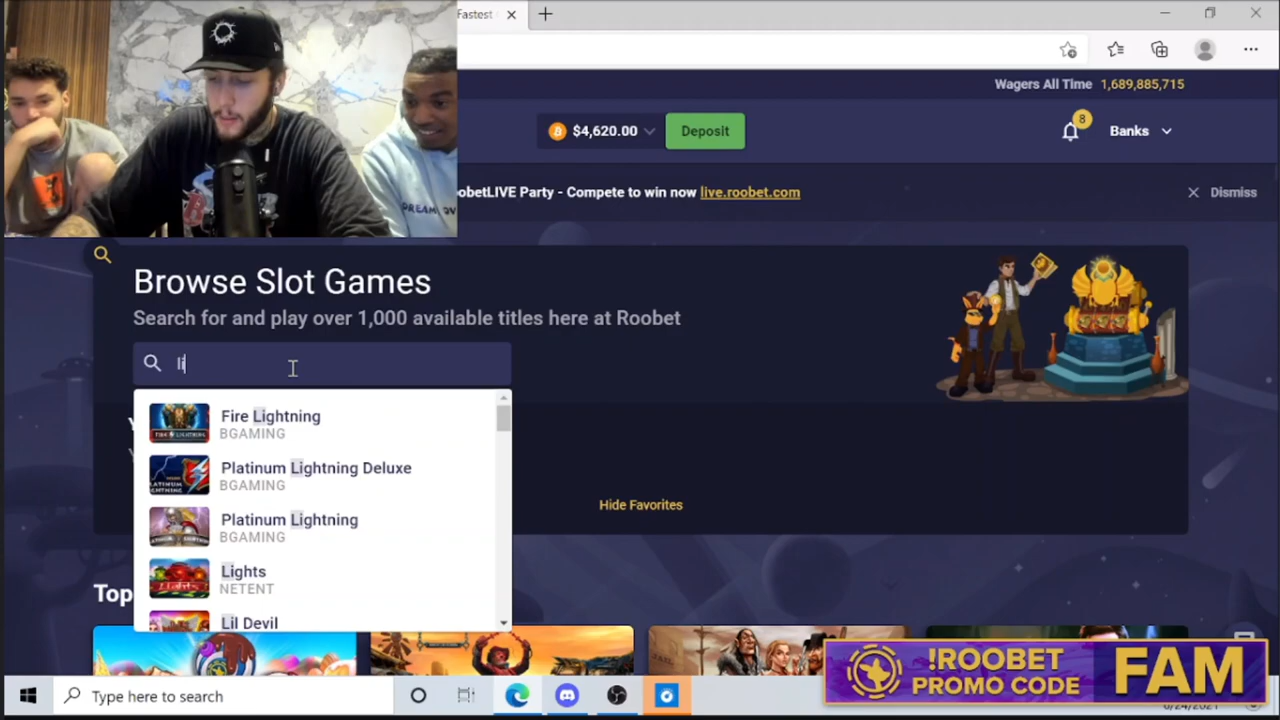 Fastest
Wagers All Time 1,689,885,715
$4,620.00
Deposit
8
Banks
oobetLIVE Party - Compete to win now live.roobet.com
Dismiss
Browse Slot Games
Search for and play over 1,000 available titles here at Roobet
li
Fire Lightning
BGAMING
Platinum Lightning Deluxe
BGAMING
Platinum Lightning
BGAMING
Lights
NETENT
Lil Devil
Hide Favorites
Top
!ROOBET
PROMO CODE
FAM
Type here to search